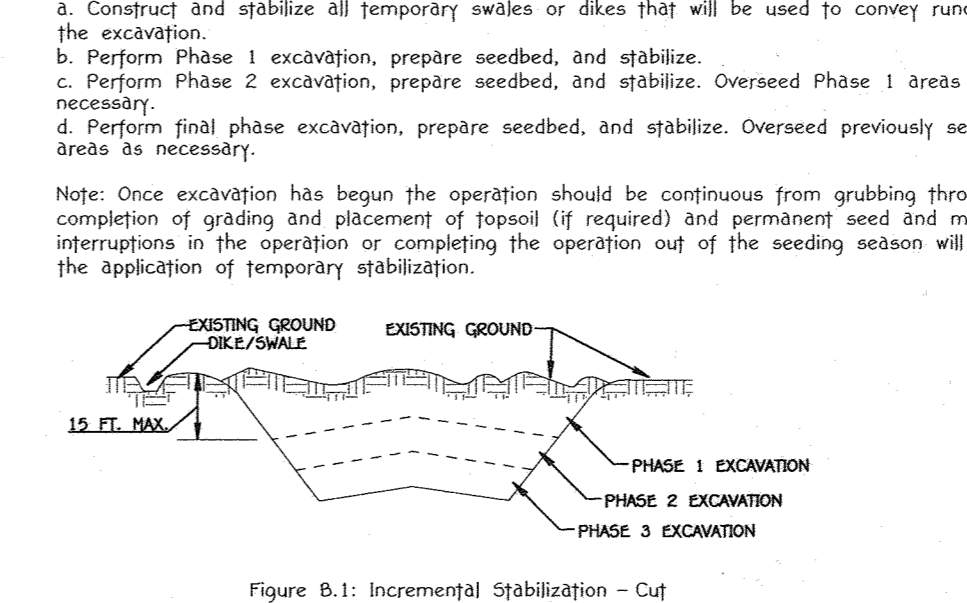 a. Construct and stabilize all temporary swales or dikes that will be used to convey
the excavation.
b. Perform Phase 1 excavation, prepare seedbed, and stabilize.
c. Perform Phase 2 excavation, prepare seedbed, and stabilize. Overseed Phase 1 areas
necessary.
d. Perform final phase excavation, prepare seedbed, and stabilize. Overseed previously
areas as necessary.
Note: Once excavation has begun the operation should be continuous from grubbing
completion of grading and placement of topsoil (if required) and permanent seed and
interruptions in the operation or completing the operation out of the seeding season will
the application of temporary stabilization.
EXISTING GROUND
DIKE/SWALE
EXISTING GROUND
15 FT. MAX.
PHASE 1 EXCAVATION
PHASE 2 EXCAVATION
PHASE 3 EXCAVATION
Figure B.1: Incremental Stabilization - Cut